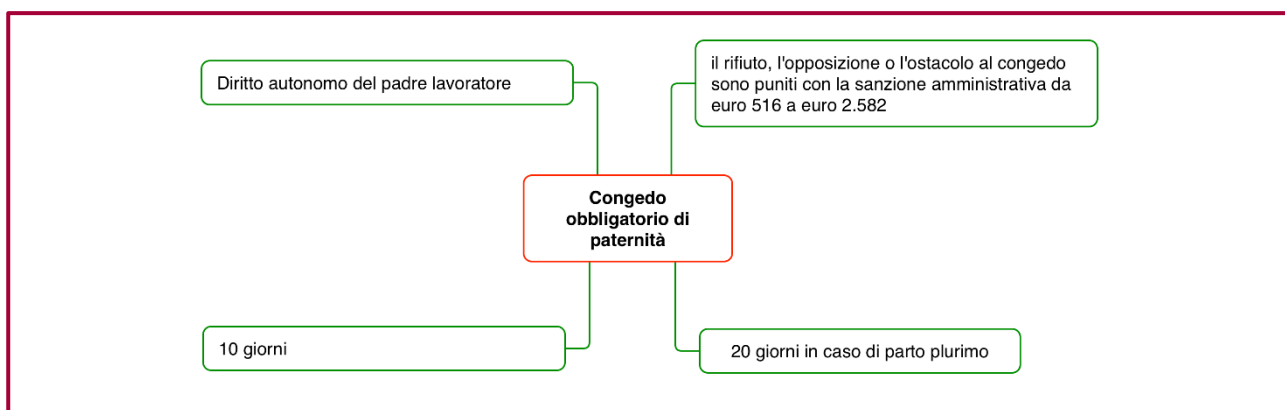 Diritto autonomo del padre lavoratore
il rifiuto, l'opposizione o l'ostacolo al congedo
sono puniti con la sanzione amministrativa da
euro 516 a euro 2.582
Congedo
obbligatorio di
paternità
10 giorni
20 giorni in caso di parto plurimo